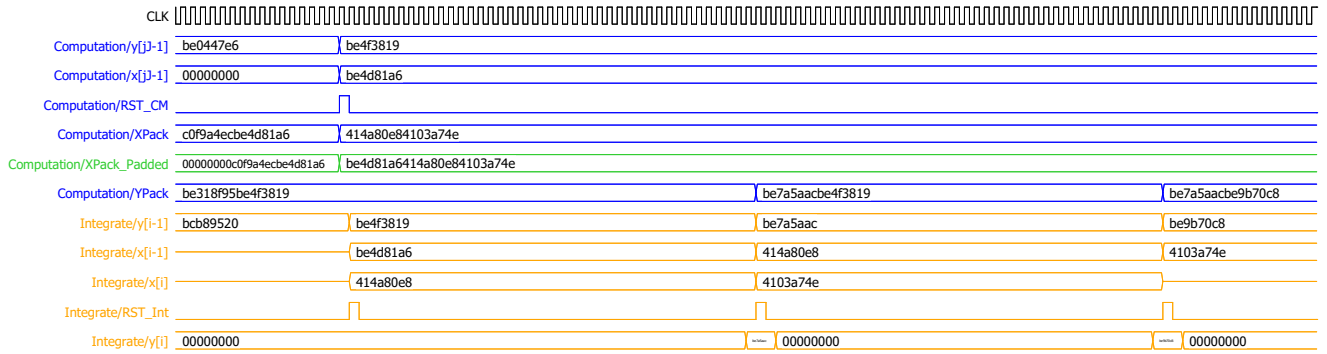 CLK
Computation/y[jJ-1] be0447e6 be4f3819
Computation/x[jJ-1] 00000000 be4d81a6
Computation/RST_CM
Computation/XPack c0f9a4ecbe4d81a6 414a80e84103a74e
Computation/XPack_Padded 00000000c0f9a4ecbe4d81a6 be4d81a6414a80e84103a74e
Computation/YPack be318f95be4f3819 be7a5aacbe4f3819 be7a5aacbe9b70c8
Integrate/y[i-1] bcb89520 be4f3819 be7a5aac be9b70c8
Integrate/x[i-1] be4d81a6 414a80e8 4103a74e
Integrate/x[i] 414a80e8 4103a74e
Integrate/RST_Int
Integrate/y[i] 00000000 00000000 00000000